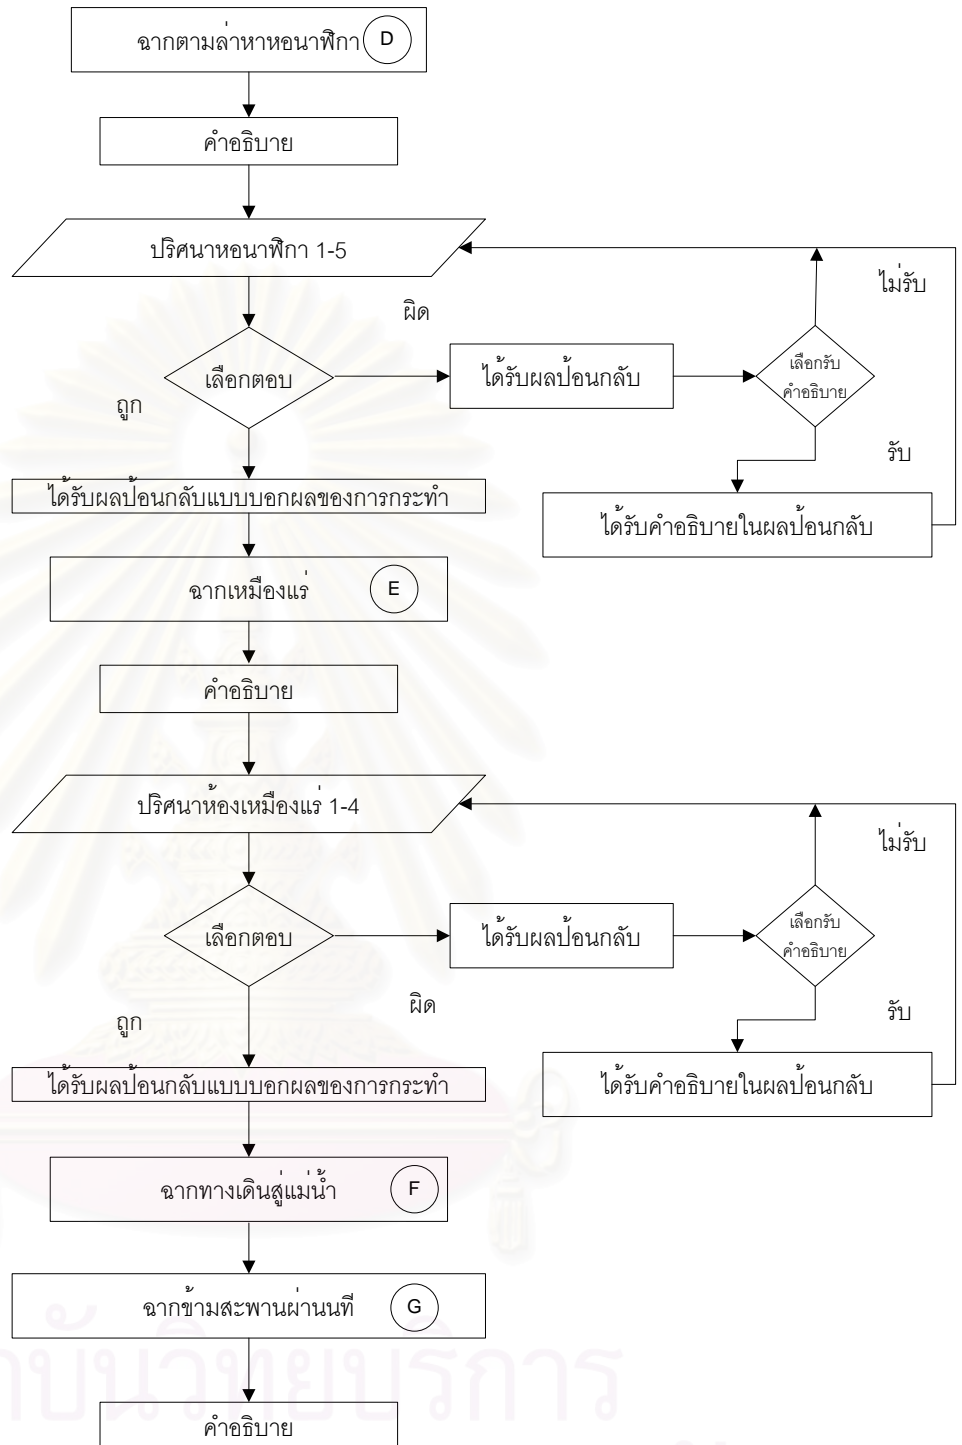 ฉากตามล่าหาหอนาฬิกา D
คำอธิบาย
ปริศนาหอนาฬิกา 1-5
ไม่รับ
ผิด
เลือกตอบ
ได้รับผลป้อนกลับ
เลือกรับ
คำอธิบาย
ถูก
รับ
ได้รับผลป้อนกลับแบบบอกผลของการกระทำ
ได้รับคำอธิบายในผลป้อนกลับ
ฉากเหมืองแร่ E
คำอธิบาย
ปริศนาห้องเหมืองแร่ 1-4
ไม่รับ
เลือกตอบ
ได้รับผลป้อนกลับ
เลือกรับ
คำอธิบาย
ผิด
รับ
ถูก
ได้รับผลป้อนกลับแบบบอกผลของการกระทำ
ได้รับคำอธิบายในผลป้อนกลับ
ฉากทางเดินสู่แม่น้ำ F
ฉากข้ามสะพานผ่านนที G
คำอธิบาย